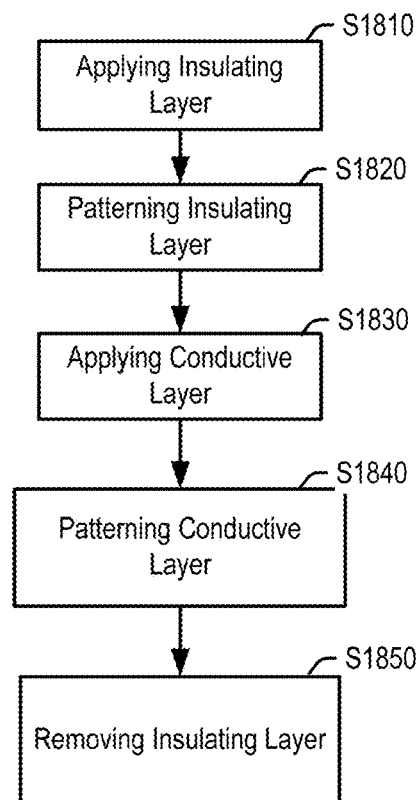 S1810
Applying Insulating
Layer
S1820
Patterning Insulating
Layer
S1830
Applying Conductive
Layer
S1840
Patterning Conductive
Layer
S1850
Removing Insulating Layer